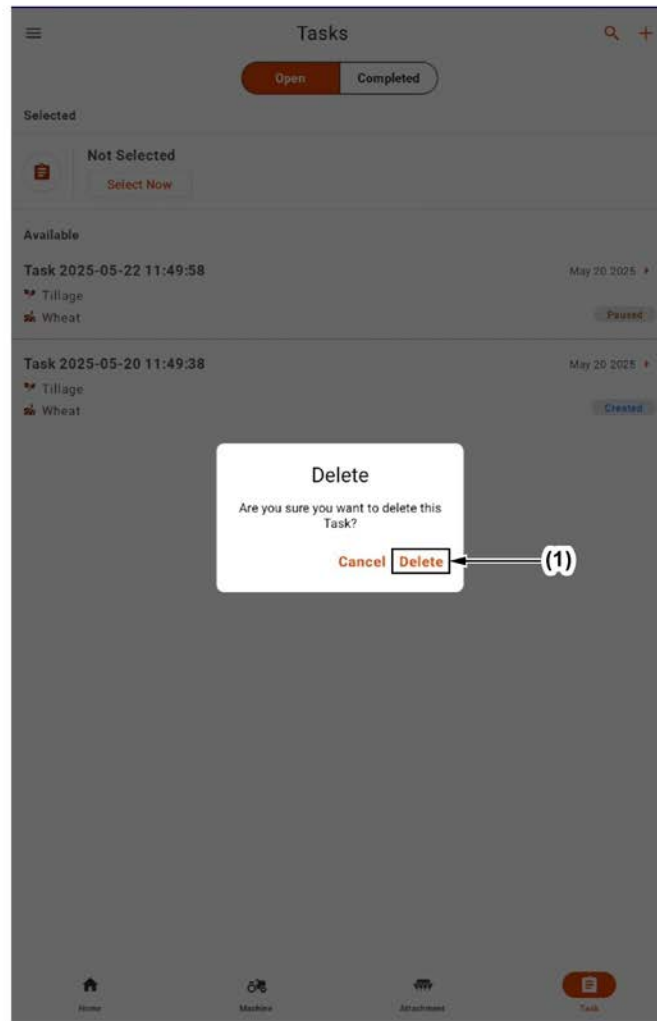 Tasks
Open Completed
Selected
Not Selected
Select Now
Available
Task 2025-05-22 11:49:58 May 20 2025
Tillage
Wheat Paused
Task 2025-05-20 11:49:38 May 20 2025
Tillage
Wheat Created
Delete
Are you sure you want to delete this
Task?
Cancel Delete (1)
Home Machine Attachment Task